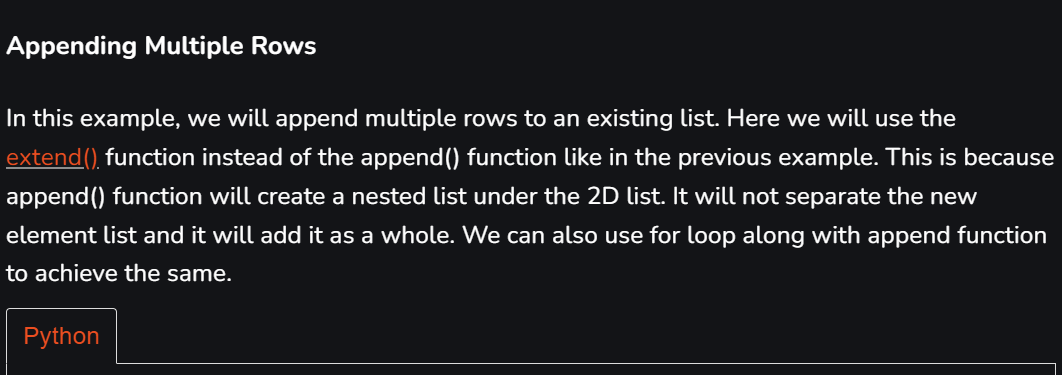 Appending Multiple Rows
In this example, we will append multiple rows to an existing list. Here we will use the
extend() function instead of the append() function like in the previous example. This is because
append() function will create a nested list under the 2D list. It will not separate the new
element list and it will add it as a whole. We can also use for loop along with append function
to achieve the same.
Python